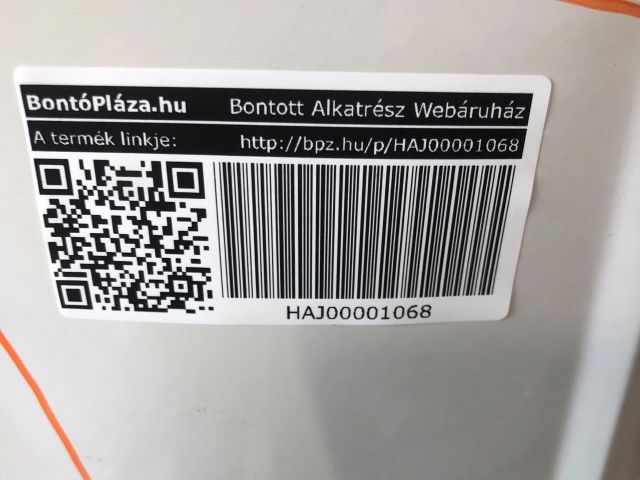 BontóPláza.hu Bontott Alkatrész Webáruház
A termék linkje: http://bpz.hu/p/HAJ00001068
HAJ00001068